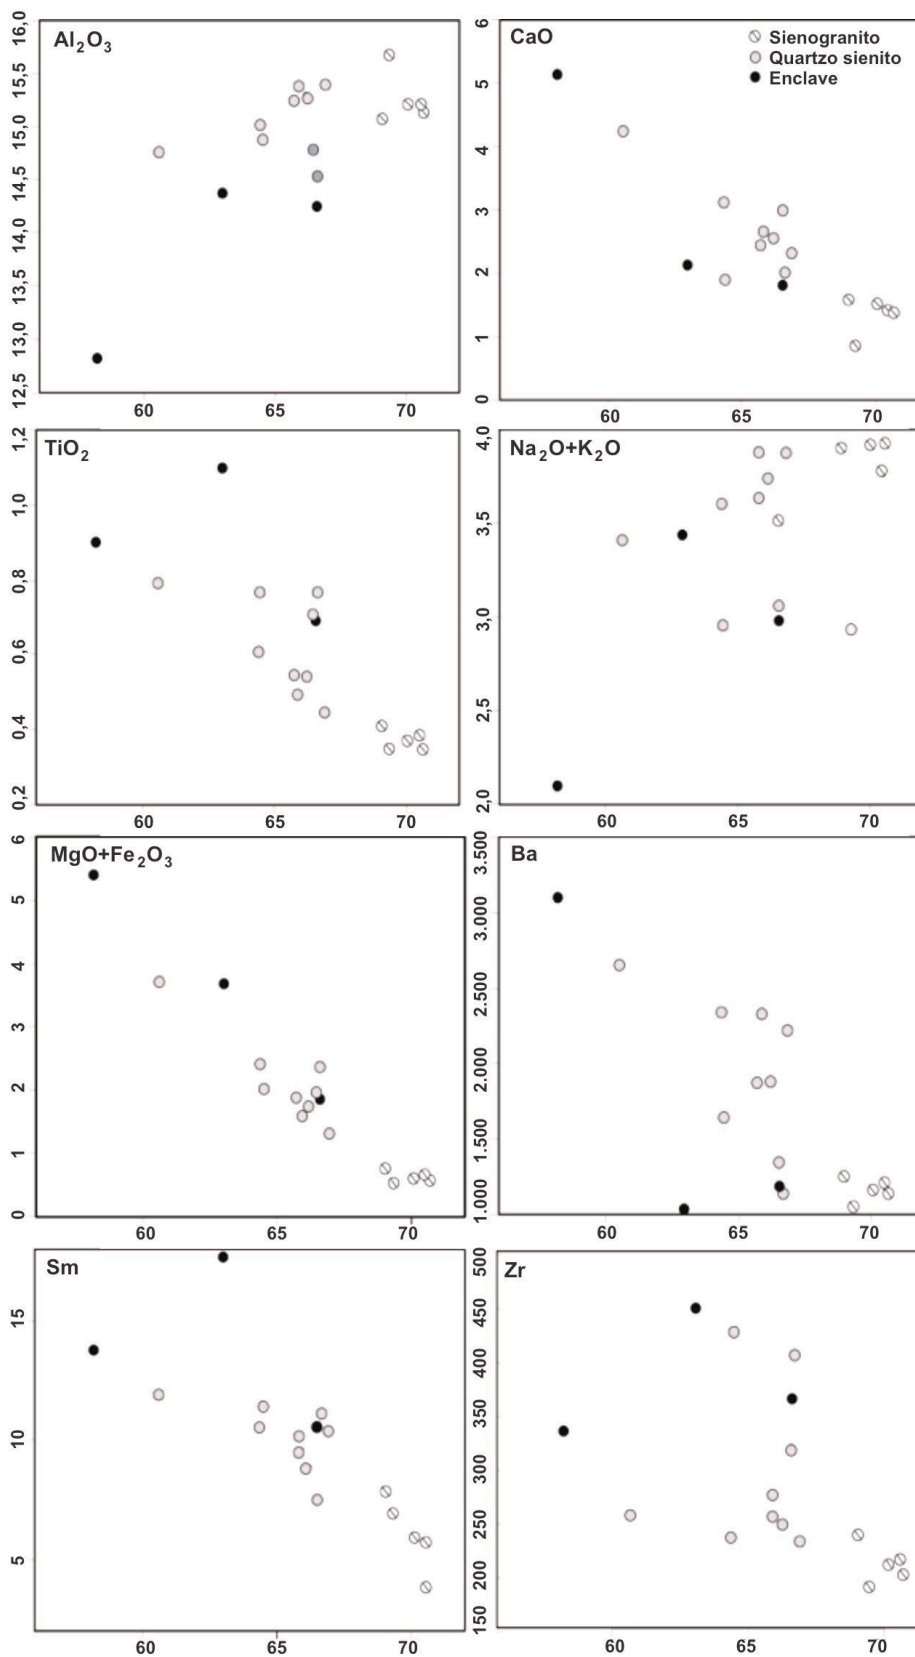 Al₂O₃
16,0
15,5
15,0
14,5
14,0
13,5
13,0
12,5
60 65 70
CaO
Sienogranito
Quartzo sienito
Enclave
6
5
4
3
2
1
0
60 65 70
TiO₂
1,2
1,0
0,8
0,6
0,4
0,2
60 65 70
Na₂O+K₂O
4,0
3,5
3,0
2,5
2,0
60 65 70
MgO+Fe₂O₃
6
5
4
3
2
1
0
60 65 70
Ba
3.500
3.000
2.500
2.000
1.500
1.000
60 65 70
Sm
15
10
5
60 65 70
Zr
500
450
400
350
300
250
200
150
60 65 70